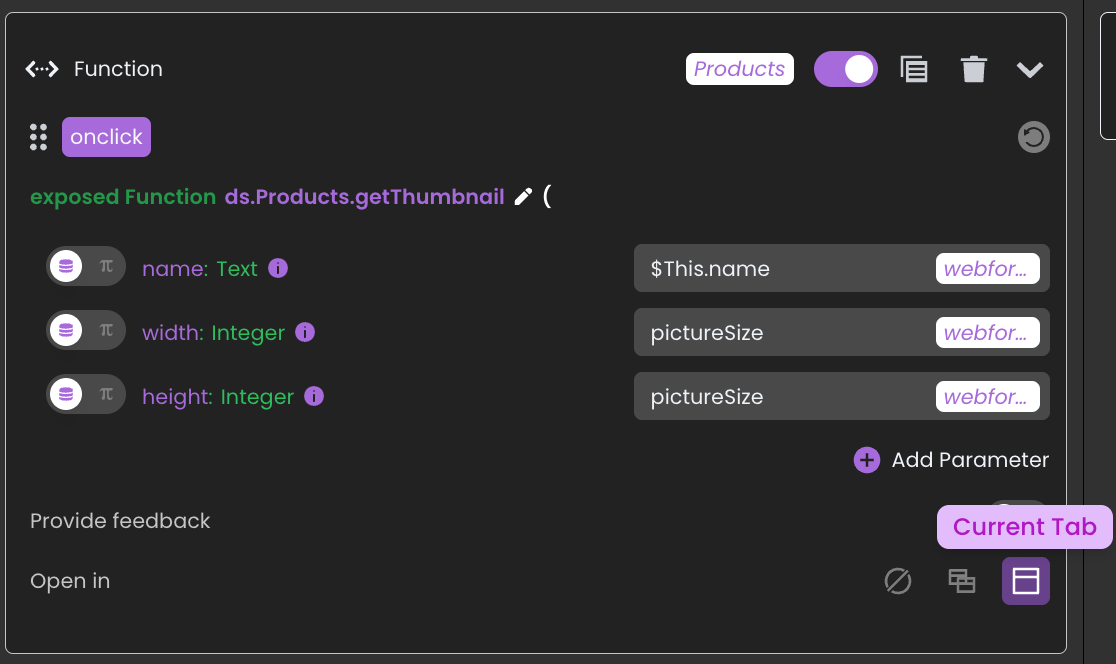 Function Products
onclick
exposed Function ds.Products.getThumbnail (
π name: Text i $This.name webfor...
π width: Integer i pictureSize webfor...
π height: Integer i pictureSize webfor...
Add Parameter
Provide feedback
Current Tab
Open in